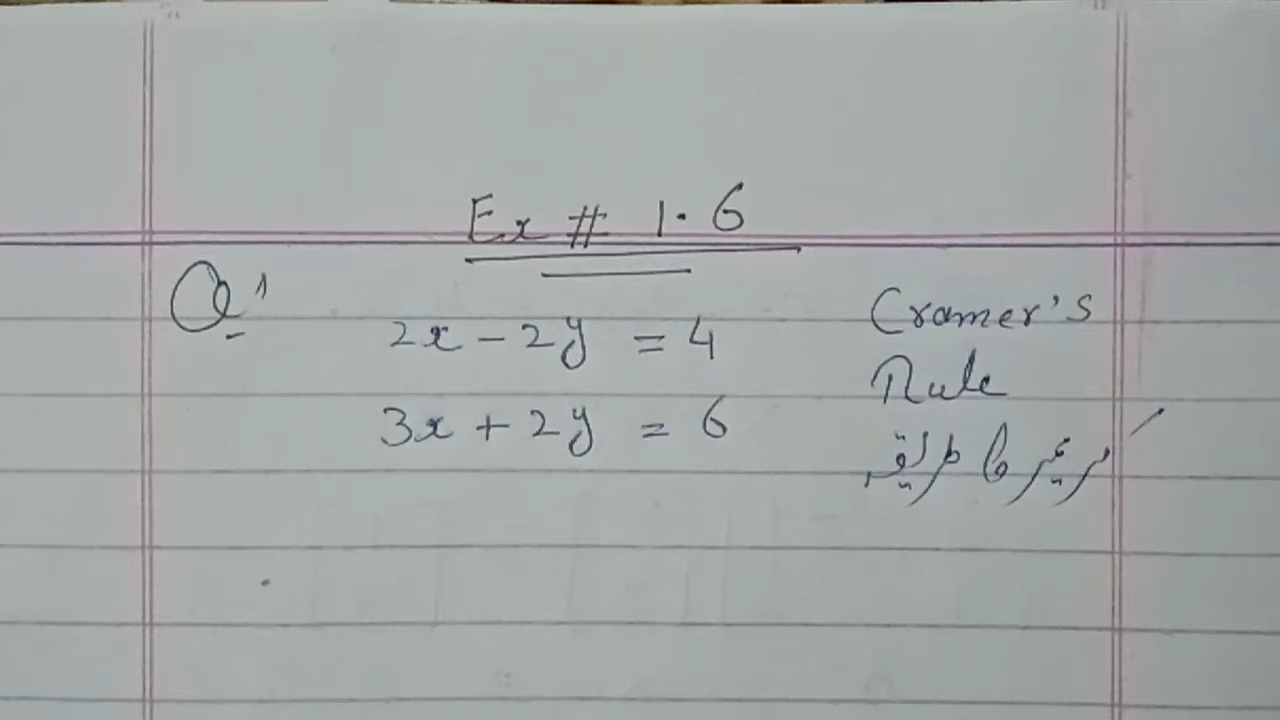 Ex # 1.6
Q1
2x - 2y = 4
3x + 2y = 6
Cramer's
Rule
کریمر کا طریقہ